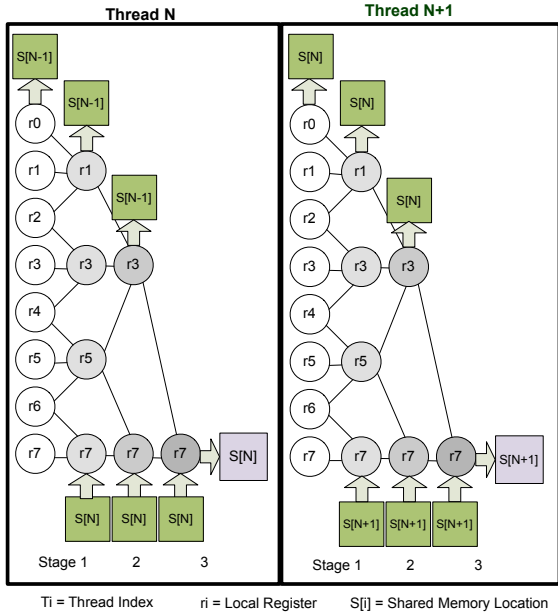 Thread N
Thread N+1
S[N-1]
S[N-1]
S[N-1]
r0
r1
r1
r2
r3
r3
r3
r4
r5
r5
r6
r7
r7
r7
r7
S[N]
S[N]
S[N]
S[N]
Stage 1
2
3
S[N]
S[N]
S[N]
r0
r1
r1
r2
r3
r3
r3
r4
r5
r5
r6
r7
r7
r7
r7
S[N+1]
S[N+1]
S[N+1]
S[N+1]
Stage 1
2
3
Ti = Thread Index
ri = Local Register
S[i] = Shared Memory Location